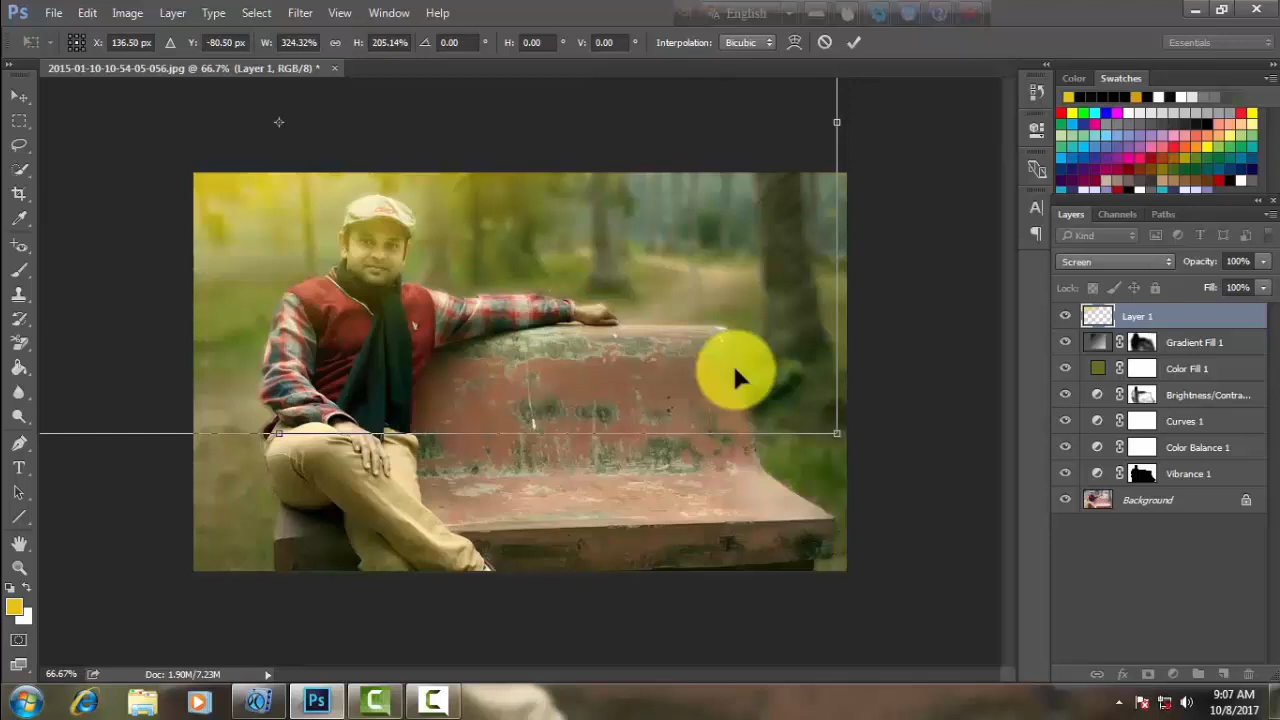 Ps File Edit Image Layer Type Select Filter View Window Help
English
X: 136.50 px Y: -80.50 px W: 324.32% H: 205.14% 0.00 ° H: 0.00 ° V: 0.00 ° Interpolation: Bicubic Essentials
2015-01-10-10-54-05-056.jpg @ 66.7% (Layer 1, RGB/8) * ×
Color Swatches
Layers Channels Paths
Kind
Screen Opacity: 100%
Lock: Fill: 100%
Layer 1
Gradient Fill 1
Color Fill 1
Brightness/Contra...
Curves 1
Color Balance 1
Vibrance 1
Background
66.67% Doc: 1.90M/7.23M
Ps
9:07 AM
10/8/2017